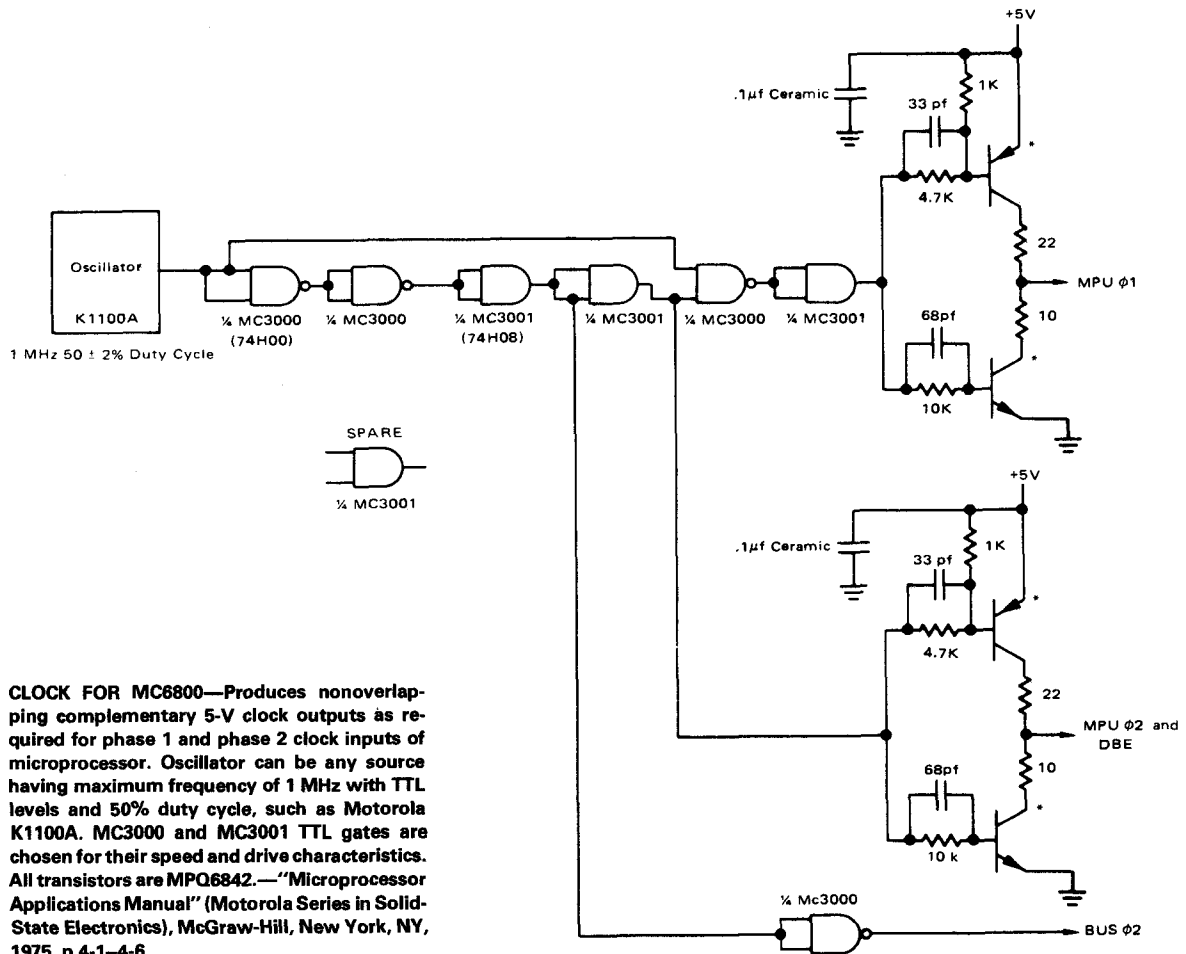 +5V
.1μf Ceramic
1K
33 pf
*
4.7K
22
MPU φ1
10
68pf
*
10K
Oscillator
K1100A
1 MHz 50 ± 2% Duty Cycle
¼ MC3000
(74H00)
¼ MC3000
¼ MC3001
(74H08)
¼ MC3001
¼ MC3000
¼ MC3001
SPARE
¼ MC3001
+5V
.1μf Ceramic
1K
33 pf
*
4.7K
22
MPU φ2 and
DBE
10
68pf
*
10 k
¼ Mc3000
BUS φ2
CLOCK FOR MC6800—Produces nonoverlap-
ping complementary 5-V clock outputs as re-
quired for phase 1 and phase 2 clock inputs of
microprocessor. Oscillator can be any source
having maximum frequency of 1 MHz with TTL
levels and 50% duty cycle, such as Motorola
K1100A. MC3000 and MC3001 TTL gates are
chosen for their speed and drive characteristics.
All transistors are MPQ6842.—"Microprocessor
Applications Manual" (Motorola Series in Solid-
State Electronics), McGraw-Hill, New York, NY,
1975, p 4-1–4-6.